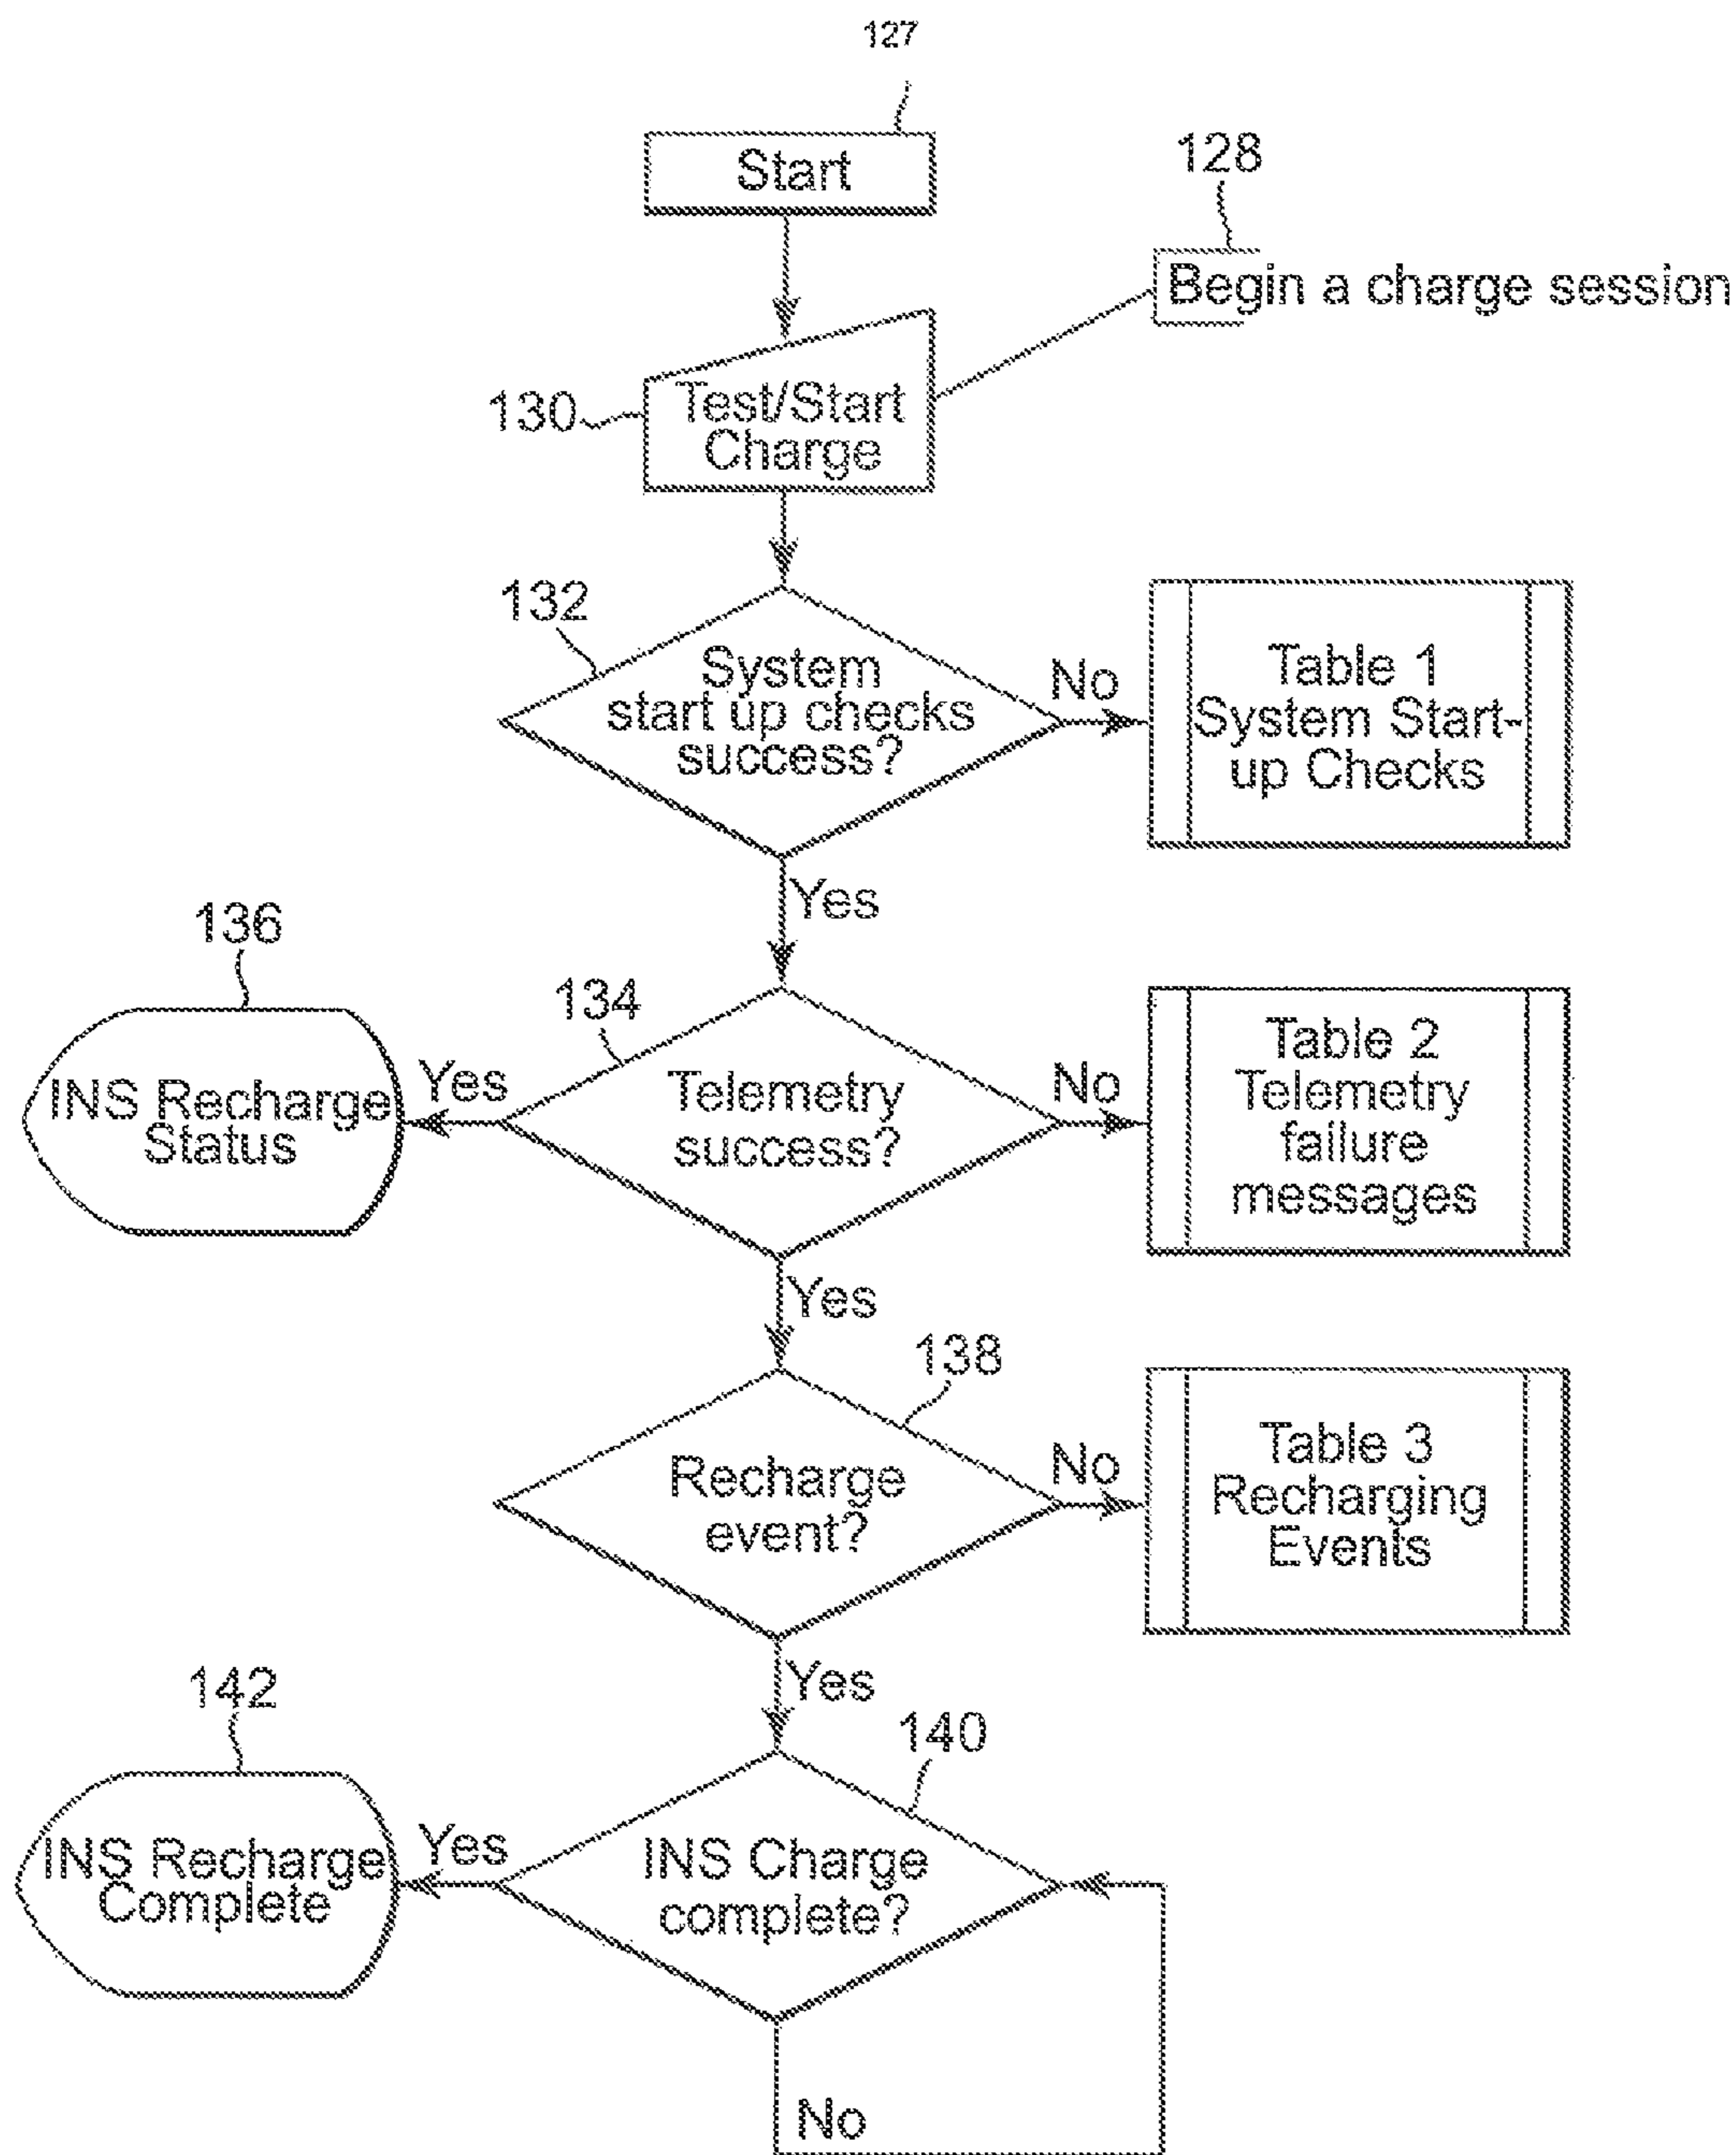 127
Start
128
Begin a charge session
130
Test/Start
Charge
132
System
start up checks
success?
No
Table 1
System Start-
up Checks
Yes
136
134
INS Recharge
Status
Yes
Telemetry
success?
No
Table 2
Telemetry
failure
messages
Yes
138
Recharge
event?
No
Table 3
Recharging
Events
Yes
142
140
INS Recharge
Complete
Yes
INS Charge
complete?
No